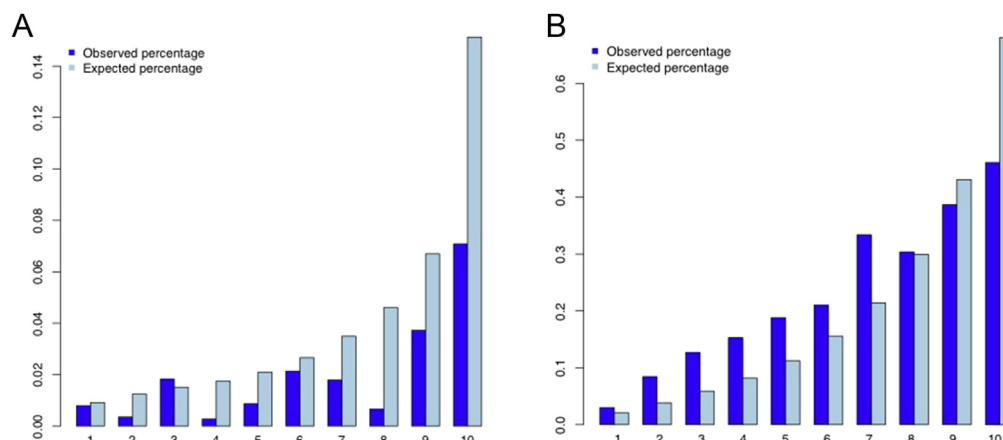 A
Observed percentage
Expected percentage
0.14
0.12
0.10
0.08
0.06
0.04
0.02
0.00
1 2 3 4 5 6 7 8 9 10
B
Observed percentage
Expected percentage
0.6
0.5
0.4
0.3
0.2
0.1
0.0
1 2 3 4 5 6 7 8 9 10